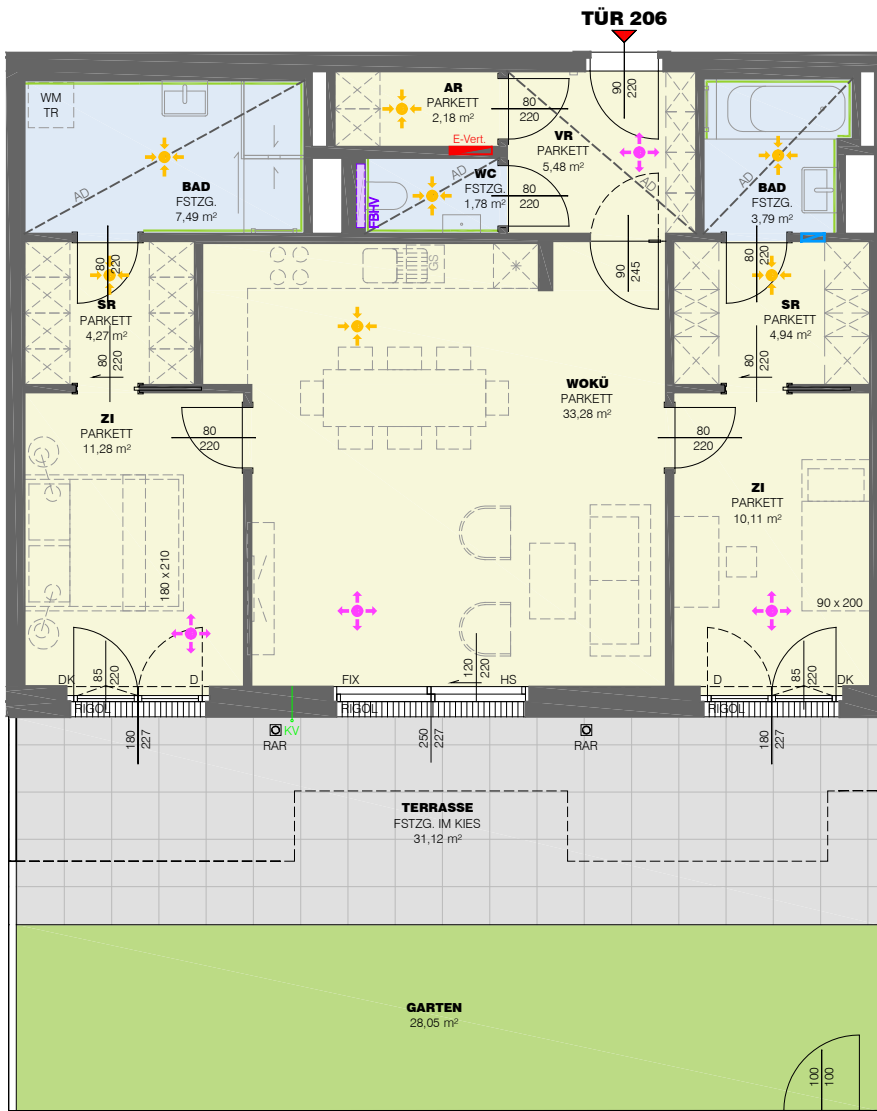 TÜR 206
WM
TR
AD
BAD
FSTZG.
7,49 m²
AR
PARKETT
2,18 m²
E-Vert.
80
220
VR
PARKETT
5,48 m²
90
220
AD
WC
FSTZG.
1,78 m²
AD
FBHV
80
220
BAD
FSTZG.
3,79 m²
AD
80
220
SR
PARKETT
4,27 m²
80
220
GS
90
245
80
220
SR
PARKETT
4,94 m²
80
220
ZI
PARKETT
11,28 m²
80
220
WOKÜ
PARKETT
33,28 m²
80
220
ZI
PARKETT
10,11 m²
180 x 210
90 x 200
DK
85
220
D
FIX
120
220
HS
D
85
220
DK
RIGOL
RIGOL
RIGOL
180
227
KV
RAR
250
227
RAR
180
227
TERRASSE
FSTZG. IM KIES
31,12 m²
GARTEN
28,05 m²
100
100